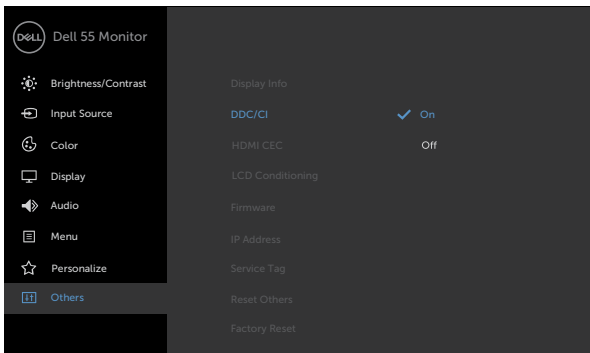 DELL Dell 55 Monitor
Brightness/Contrast Display Info
Input Source DDC/CI On
Color HDMI CEC Off
Display LCD Conditioning
Audio Firmware
Menu IP Address
Personalize Service Tag
Others Reset Others
Factory Reset